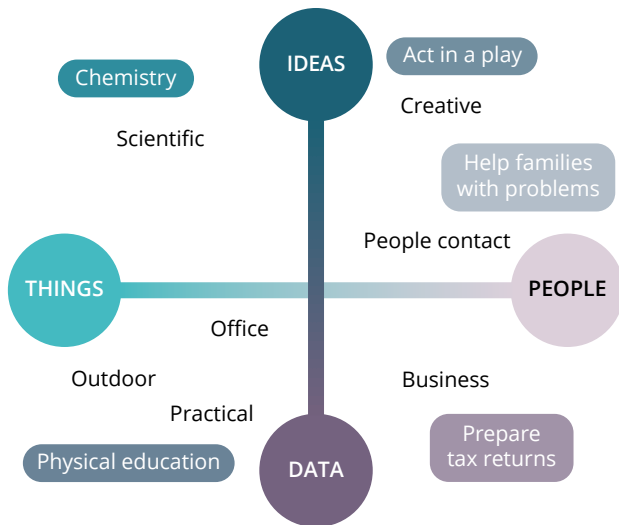 IDEAS
Act in a play
Chemistry
Creative
Scientific
Help families
with problems
People contact
THINGS
PEOPLE
Office
Outdoor
Business
Practical
Prepare
tax returns
Physical education
DATA